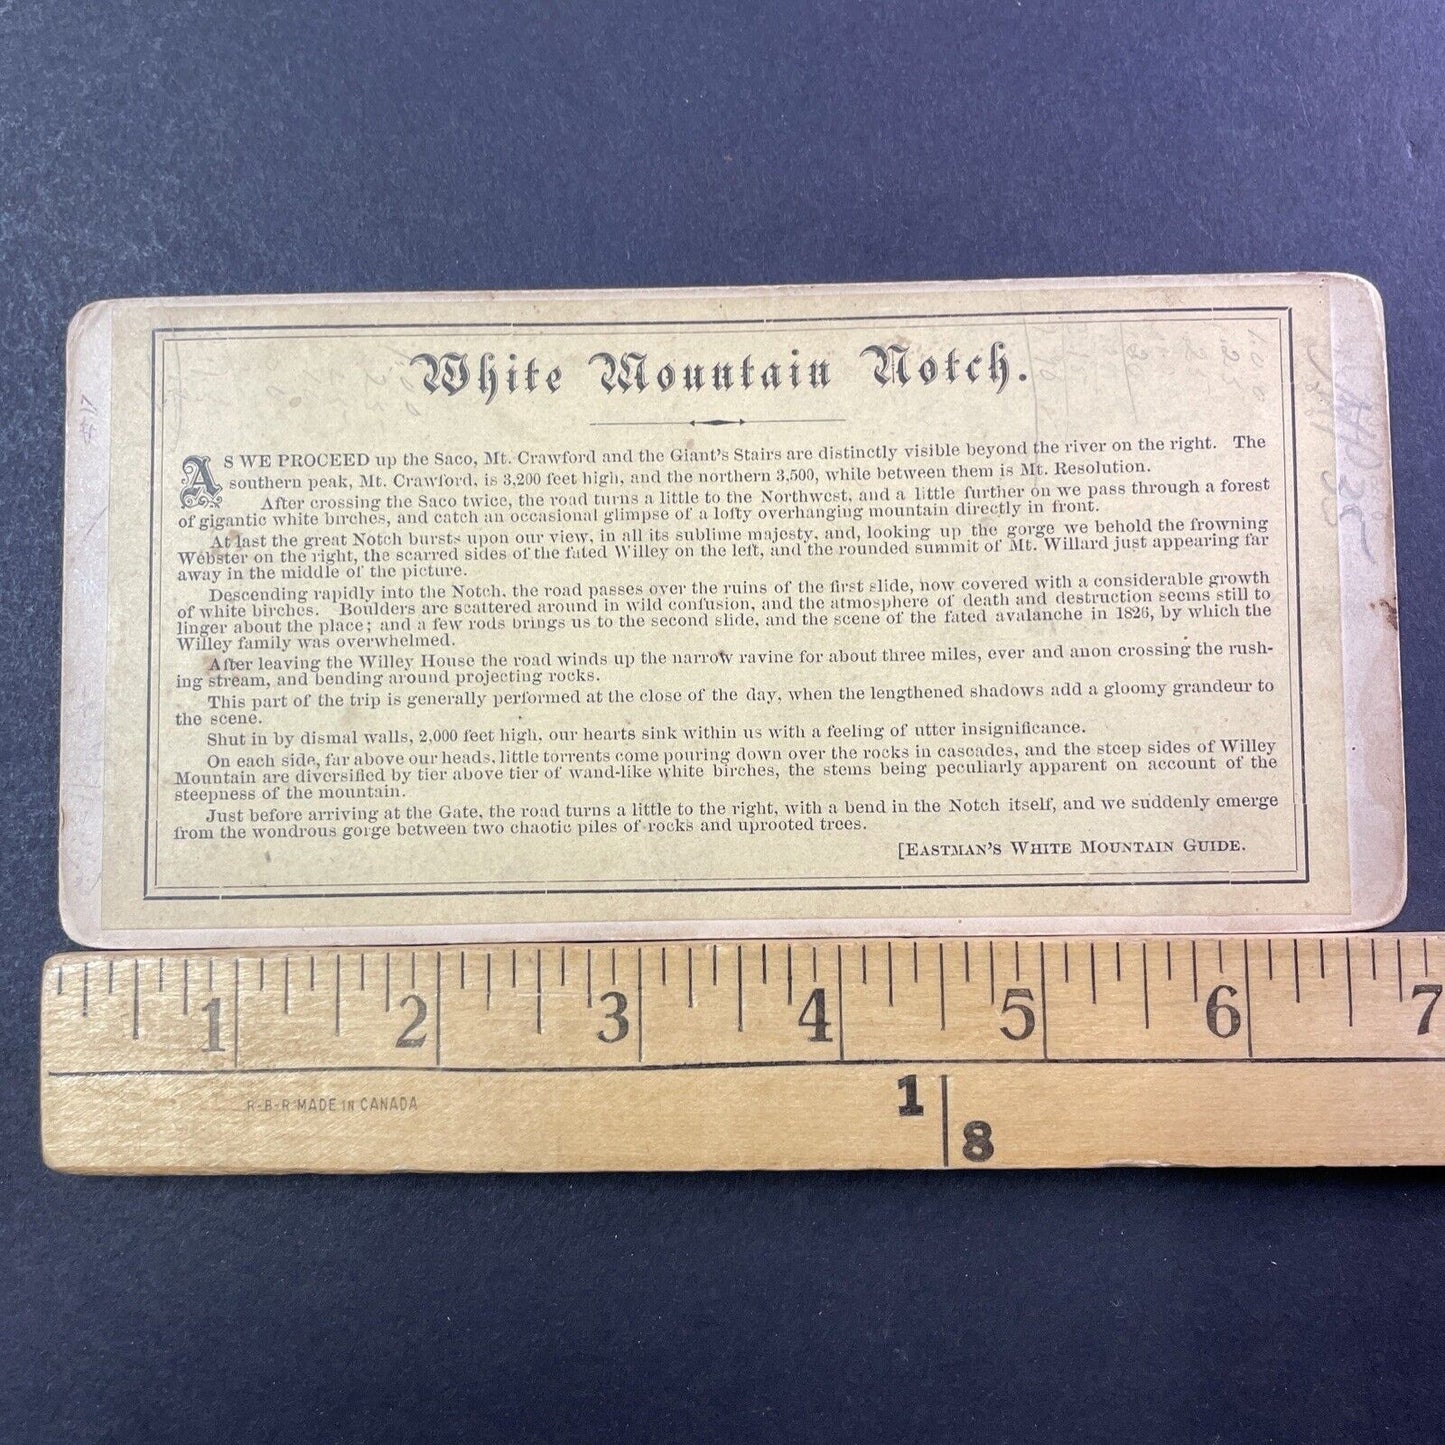 White Mountain Notch.
AS WE PROCEED up the Saco, Mt. Crawford and the Giant's Stairs are distinctly visible beyond the river on the right. The
southern peak, Mt. Crawford, is 3,200 feet high, and the northern 3,500, while between them is Mt. Resolution.
After crossing the Saco twice, the road turns a little to the Northwest, and a little further on we pass through a forest
of gigantic white birches, and catch an occasional glimpse of a lofty overhanging mountain directly in front.
At last the great Notch bursts upon our view, in all its sublime majesty, and, looking up the gorge we behold the frowning
Webster on the right, the scarred sides of the fated Willey on the left, and the rounded summit of Mt. Willard just appearing far
away in the middle of the picture.
Descending rapidly into the Notch, the road passes over the ruins of the first slide, now covered with a considerable growth
of white birches. Boulders are scattered around in wild confusion, and the atmosphere of death and destruction seems still to
linger about the place; and a few rods brings us to the second slide, and the scene of the fated avalanche in 1826, by which the
Willey family was overwhelmed.
After leaving the Willey House the road winds up the narrow ravine for about three miles, ever and anon crossing the rush-
ing stream, and bending around projecting rocks.
This part of the trip is generally performed at the close of the day, when the lengthened shadows add a gloomy grandeur to
the scene.
Shut in by dismal walls, 2,000 feet high, our hearts sink within us with a feeling of utter insignificance.
On each side, far above our heads, little torrents come pouring down over the rocks in cascades, and the steep sides of Willey
Mountain are diversified by tier above tier of wand-like white birches, the stems being peculiarly apparent on account of the
steepness of the mountain.
Just before arriving at the Gate, the road turns a little to the right, with a bend in the Notch itself, and we suddenly emerge
from the wondrous gorge between two chaotic piles of rocks and uprooted trees.
[EASTMAN'S WHITE MOUNTAIN GUIDE.
1 2 3 4 5 6 7
R-B-R MADE IN CANADA
1/8